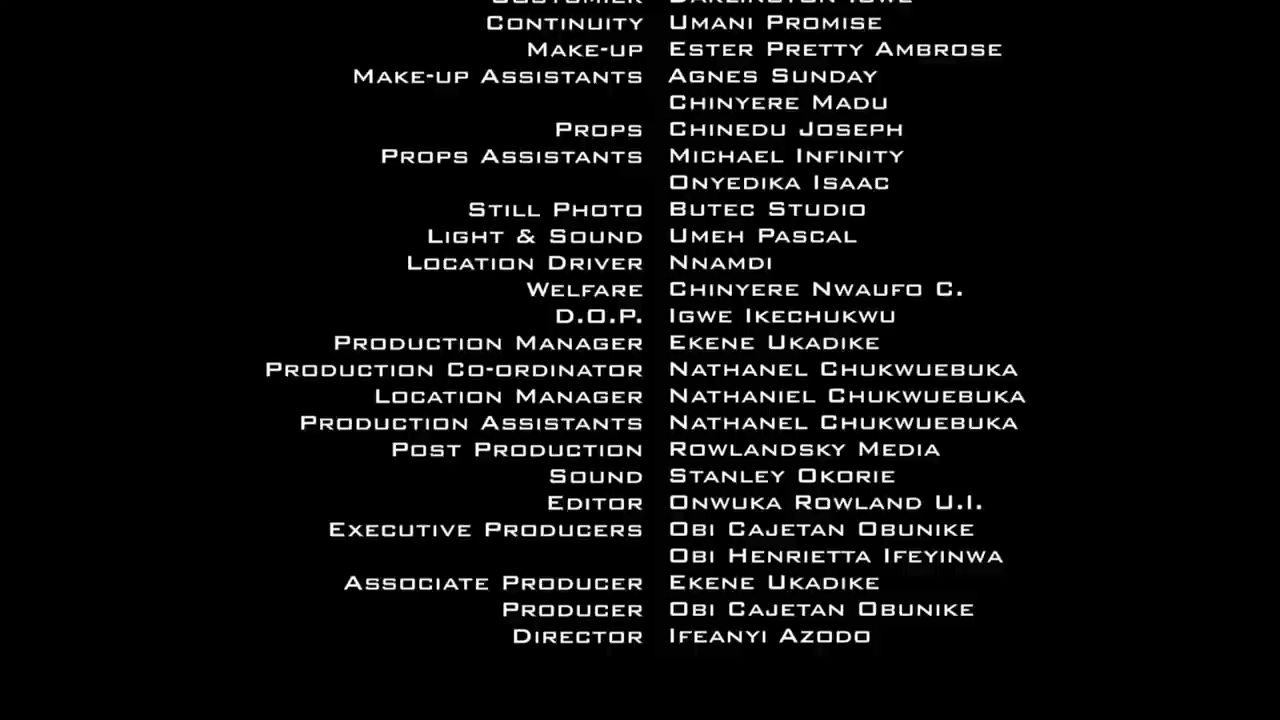 Continuity Umani Promise
Make-up Ester Pretty Ambrose
Make-up Assistants Agnes Sunday
Chinyere Madu
Props Chinedu Joseph
Props Assistants Michael Infinity
Onyedika Isaac
Still Photo Butec Studio
Light & Sound Umeh Pascal
Location Driver Nnamdi
Welfare Chinyere Nwaufo C.
D.O.P. Igwe Ikechukwu
Production Manager Ekene Ukadike
Production Co-ordinator Nathanel Chukwuebuka
Location Manager Nathaniel Chukwuebuka
Production Assistants Nathanel Chukwuebuka
Post Production Rowlandsky Media
Sound Stanley Okorie
Editor Onwuka Rowland U.I.
Executive Producers Obi Cajetan Obunike
Obi Henrietta Ifeyinwa
Associate Producer Ekene Ukadike
Producer Obi Cajetan Obunike
Director Ifeanyi Azodo